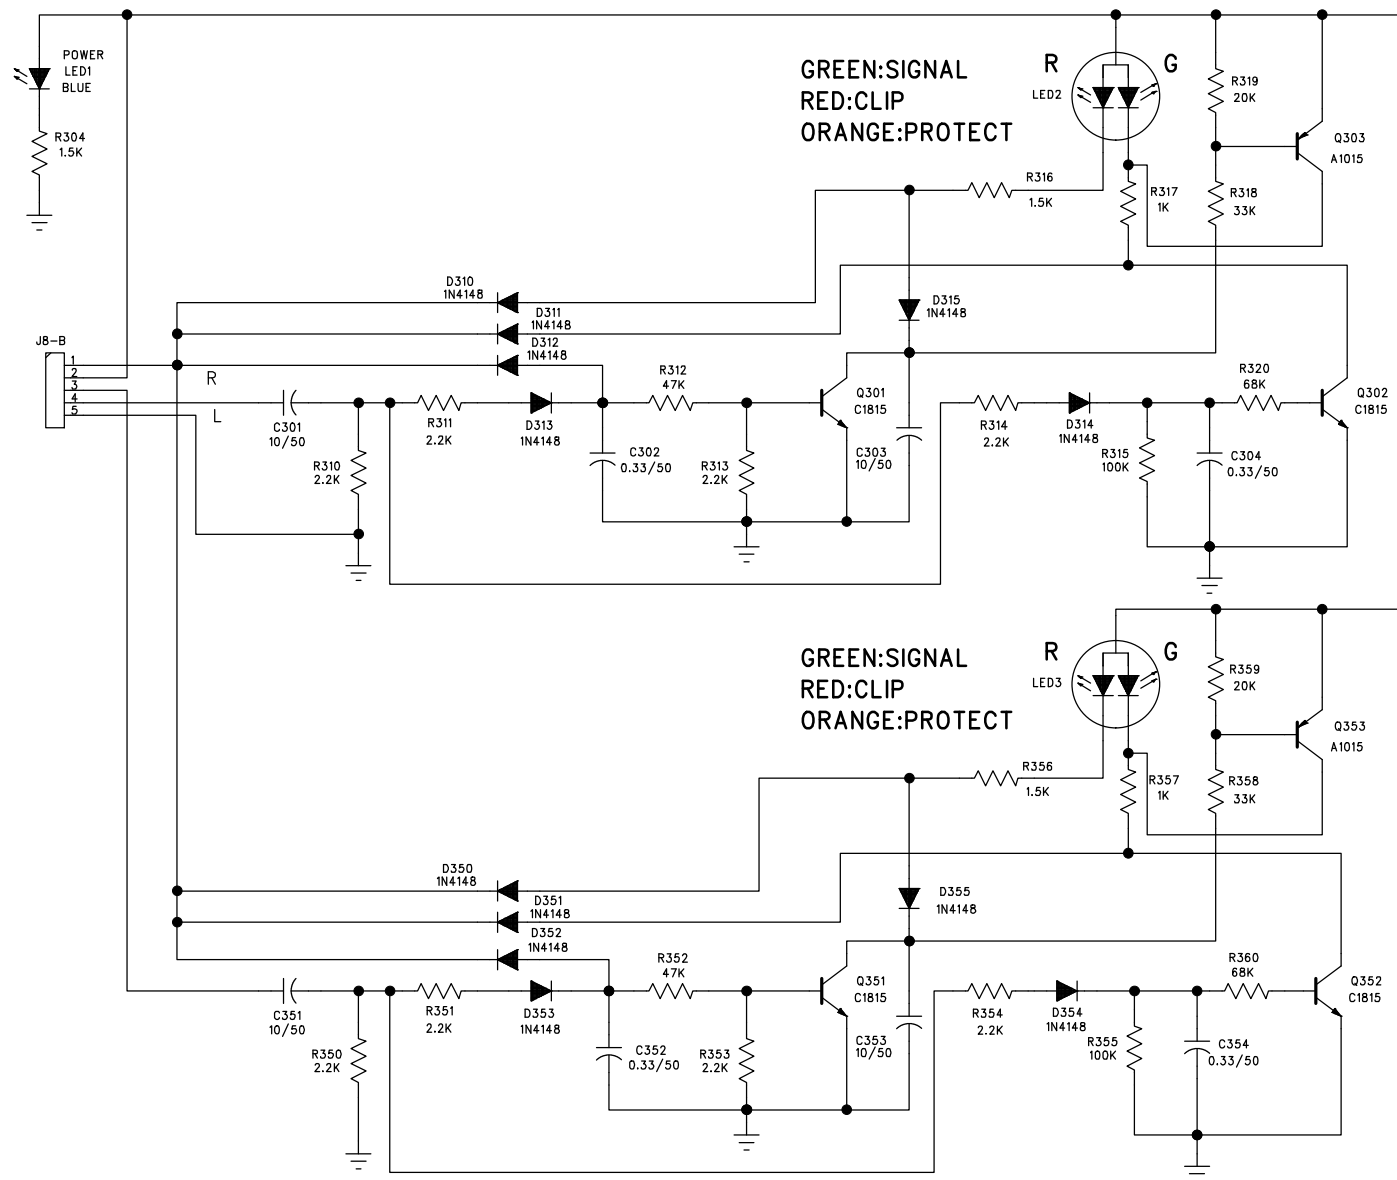 POWER
LED1
BLUE
R304
1.5K
GREEN:SIGNAL
RED:CLIP
ORANGE:PROTECT
R
G
LED2
R319
20K
Q303
A1015
R316
1.5K
R317
1K
R318
33K
D310
1N4148
D311
1N4148
D312
1N4148
D315
1N4148
J8-B
1
2
3
4
5
R
L
C301
10/50
R310
2.2K
R311
2.2K
D313
1N4148
R312
47K
C302
0.33/50
R313
2.2K
Q301
C1815
C303
10/50
R314
2.2K
D314
1N4148
R315
100K
R320
68K
C304
0.33/50
Q302
C1815
GREEN:SIGNAL
RED:CLIP
ORANGE:PROTECT
R
G
LED3
R359
20K
Q353
A1015
R356
1.5K
R357
1K
R358
33K
D350
1N4148
D351
1N4148
D352
1N4148
D355
1N4148
C351
10/50
R350
2.2K
R351
2.2K
D353
1N4148
R352
47K
C352
0.33/50
R353
2.2K
Q351
C1815
C353
10/50
R354
2.2K
D354
1N4148
R355
100K
R360
68K
C354
0.33/50
Q352
C1815